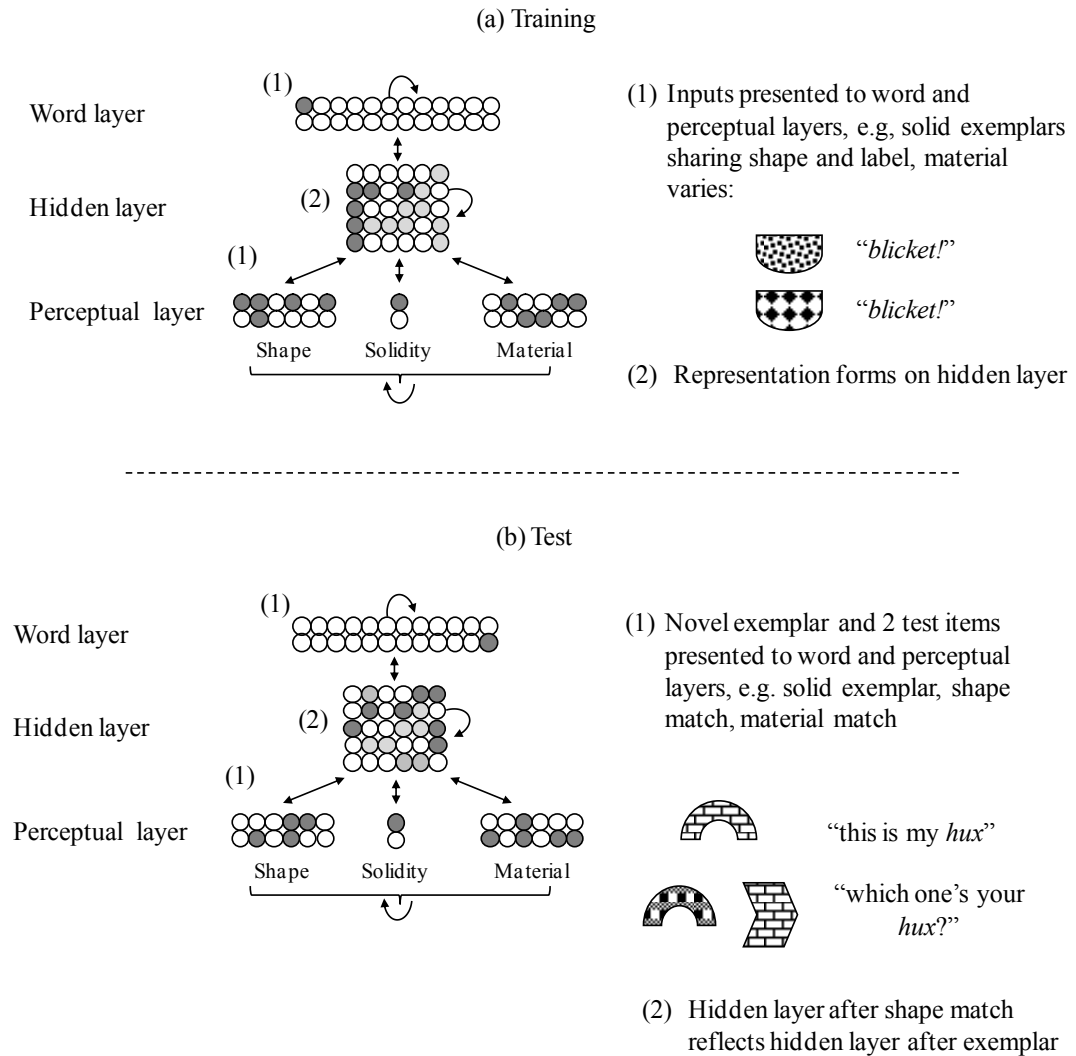 (a) Training
(1)
Word layer
Hidden layer
(2)
(1)
Perceptual layer
Shape
Solidity
Material
(1) Inputs presented to word and
perceptual layers, e.g, solid exemplars
sharing shape and label, material
varies:
“blicket!”
“blicket!”
(2) Representation forms on hidden layer
(b) Test
(1)
Word layer
Hidden layer
(2)
(1)
Perceptual layer
Shape
Solidity
Material
(1) Novel exemplar and 2 test items
presented to word and perceptual
layers, e.g. solid exemplar, shape
match, material match
“this is my hux”
“which one’s your
hux?”
(2) Hidden layer after shape match
reflects hidden layer after exemplar